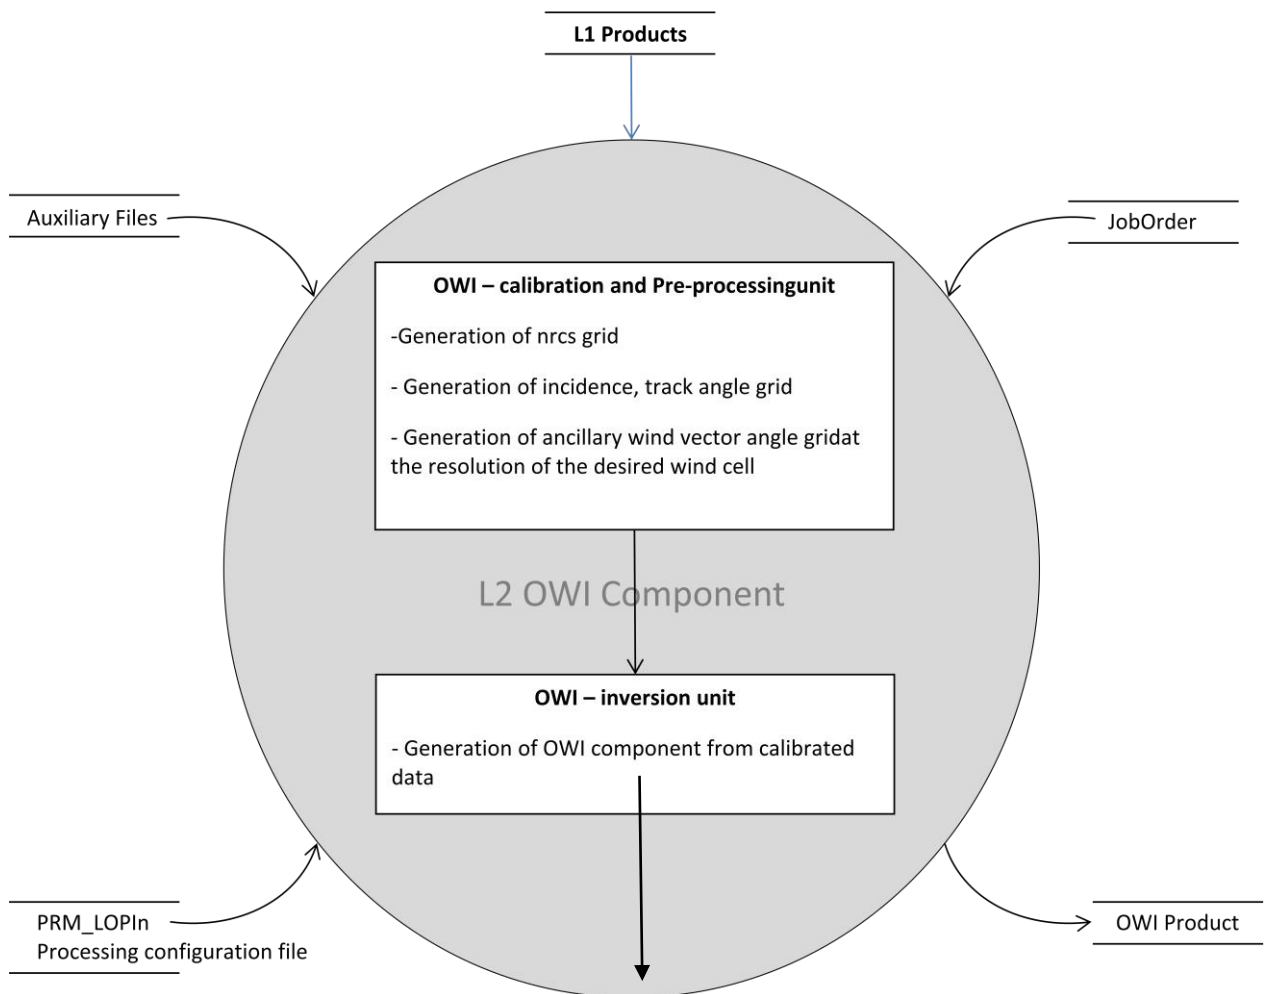 L1 Products
Auxiliary Files
JobOrder
OWI – calibration and Pre-processingunit
-Generation of nrcs grid
- Generation of incidence, track angle grid
- Generation of ancillary wind vector angle gridat
the resolution of the desired wind cell
L2 OWI Component
OWI – inversion unit
- Generation of OWI component from calibrated
data
PRM_LOPIn
Processing configuration file
OWI Product